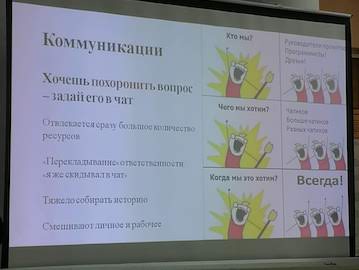 Коммуникации
Хочешь похоронить вопрос
– задай его в чат
Отвлекается сразу большое количество
ресурсов
«Перекладывание» ответственности
«я же скидывал в чат»
Тяжело собирать историю
Смешивают личное и рабочее
Кто мы?
Руководители проектов
Программисты!
Друзья!
Чего мы хотим?
Чатиков
Больше чатиков
Разных чатиков
Когда мы это хотим?
Всегда!